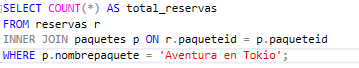 SELECT COUNT(*) AS total_reservas
FROM reservas r
INNER JOIN paquetes p ON r.paqueteid = p.paqueteid
WHERE p.nombrepaquete = 'Aventura en Tokio';